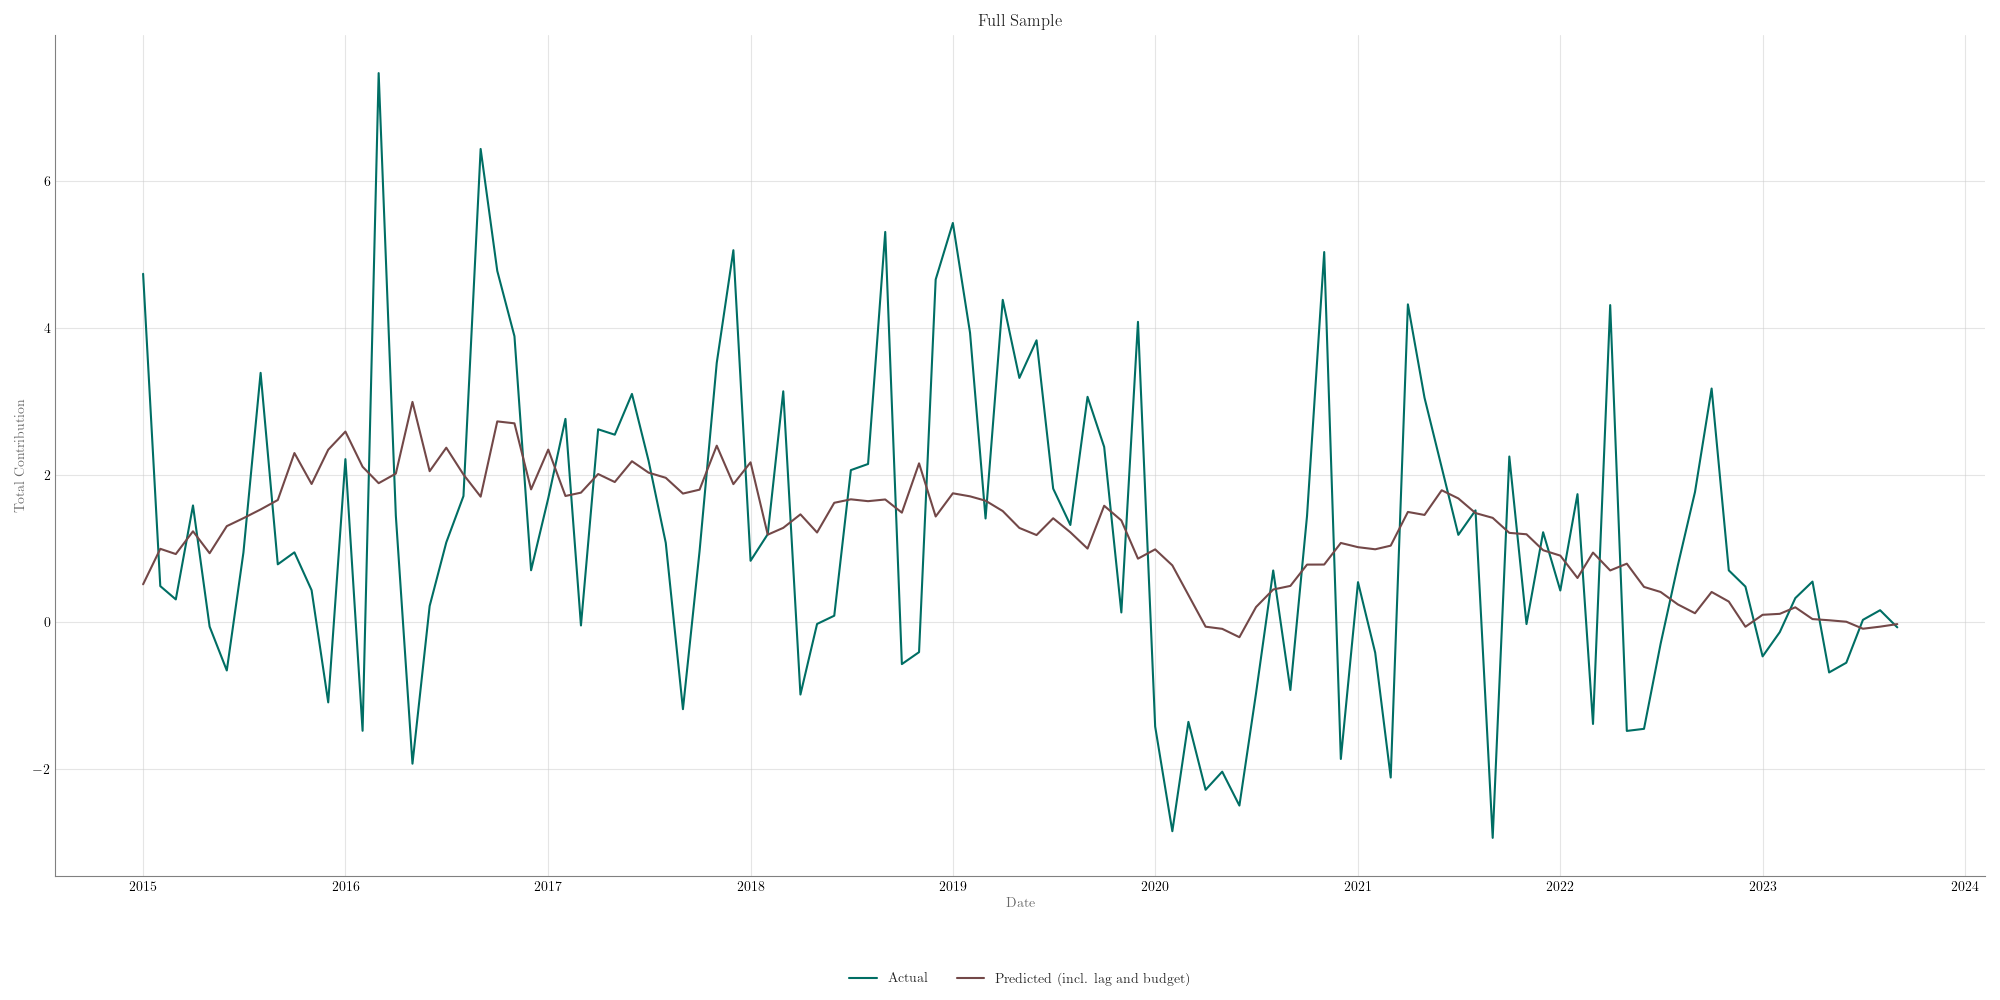 Full Sample
Total Contribution
6
4
2
0
−2
2015 2016 2017 2018 2019 2020 2021 2022 2023 2024
Date
Actual Predicted (incl. lag and budget)